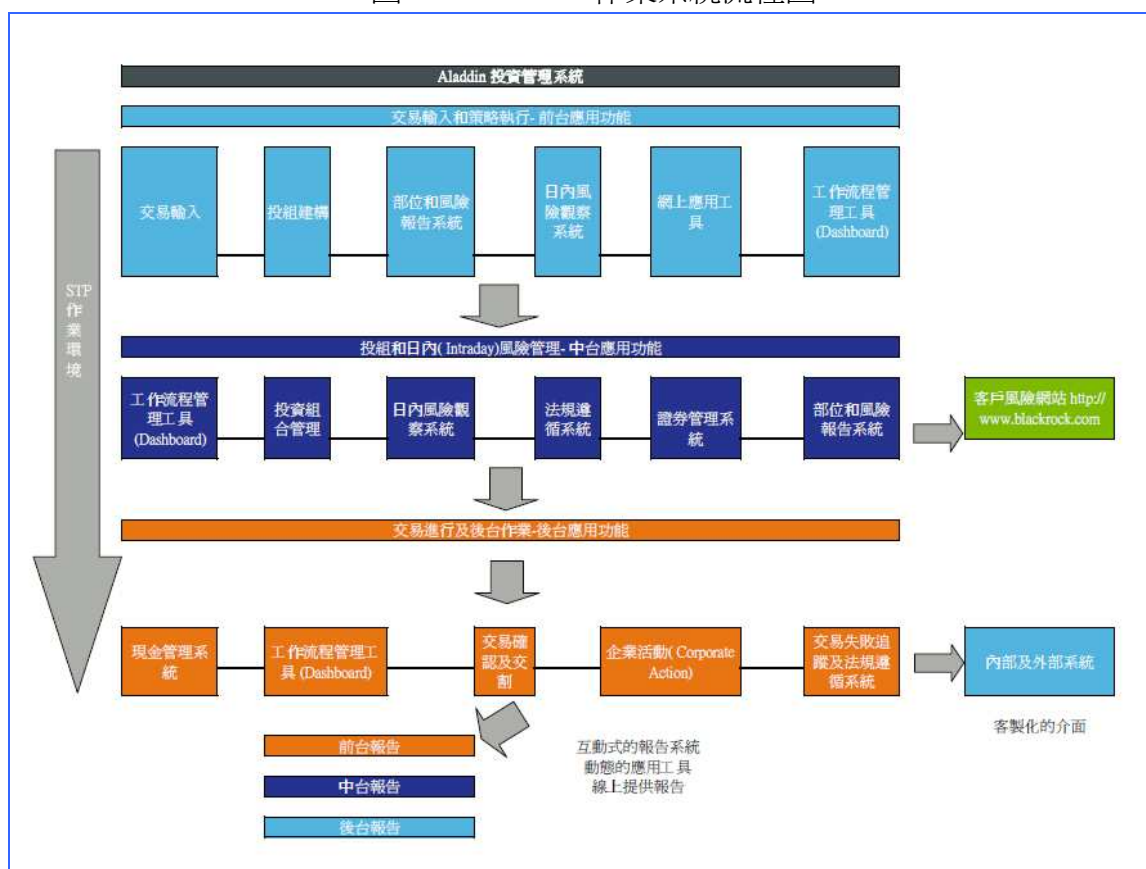 Aladdin 投資管理系統
交易輸入和策略執行- 前台應用功能
交易輸入
投組建構
部位和風險
報告系統
日內風
險觀察
系統
網上應用工
具
工作流程管
理工具
(Dashboard)
STP
作
業
環
境
投組和日內( Intraday)風險管理- 中台應用功能
工作流程管
理工具
(Dashboard)
投資組
合管理
日內風險觀
察系統
法規遵
循系統
證券管理系
統
部位和風險
報告系統
客戶風險網站 http://
www.blackrock.com
交易進行及後台作業-後台應用功能
現金管理系
統
工作流程管理工
具 (Dashboard)
交易確
認及交
割
企業活動( Corporate
Action)
交易失敗追
蹤及法規遵
循系統
內部及外部系統
客製化的介面
前台報告
中台報告
後台報告
互動式的報告系統
動態的應用工具
線上提供報告